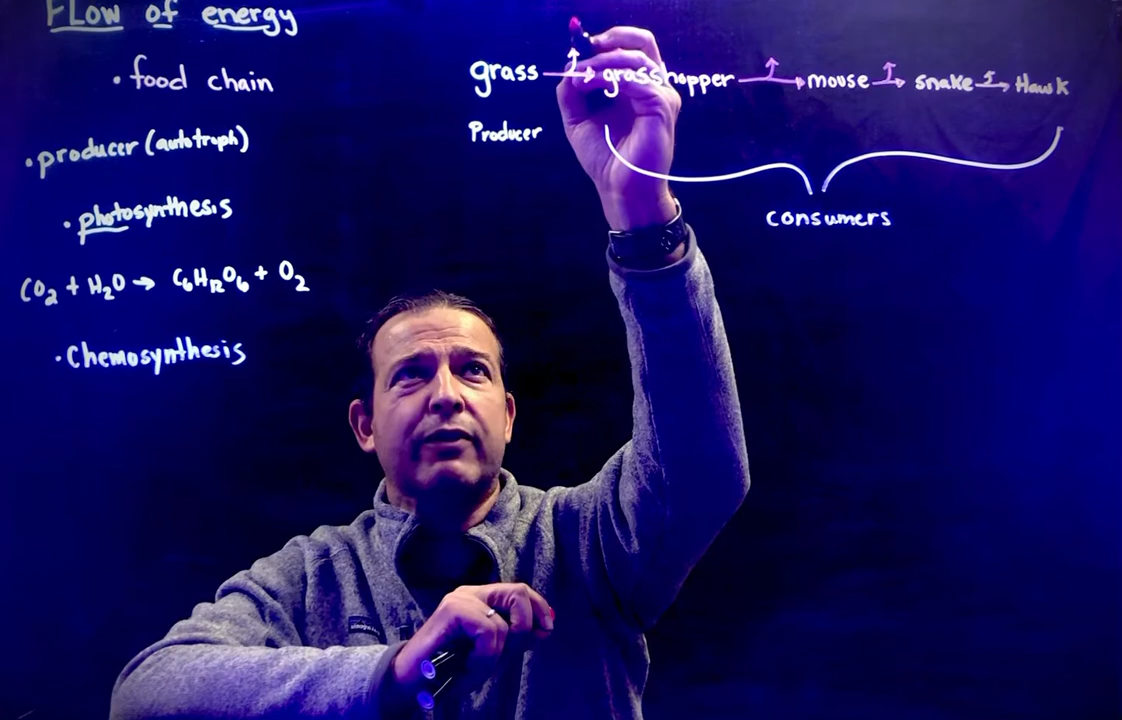 Flow of energy
• food chain
• producer (autotroph)
• photosynthesis
CO₂ + H₂O → C₆H₁₂O₆ + O₂
• Chemosynthesis
grass → grasshopper → mouse → snake → Hawk
Producer
consumers